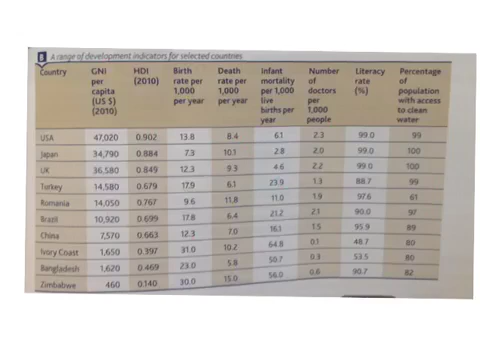 B A range of development indicators for selected countries
Country GNI per capita (US $) (2010) HDI (2010) Birth rate per 1,000 per year Death rate per 1,000 per year Infant mortality per 1,000 live births per year Number of doctors per 1,000 people Literacy rate (%) Percentage of population with access to clean water
USA 47,020 0.902 13.8 8.4 6.1 2.3 99.0 99
Japan 34,790 0.884 7.3 10.1 2.8 2.0 99.0 100
UK 36,580 0.849 12.3 9.3 4.6 2.2 99.0 100
Turkey 14,580 0.679 17.9 6.1 23.9 1.3 88.7 99
Romania 14,050 0.767 9.6 11.8 11.0 1.9 97.6 61
Brazil 10,920 0.699 17.8 6.4 21.2 2.1 90.0 97
China 7,570 0.663 12.3 7.0 16.1 1.5 95.9 89
Ivory Coast 1,650 0.397 31.0 10.2 64.8 0.1 48.7 80
Bangladesh 1,620 0.469 23.0 5.8 50.7 0.3 53.5 80
Zimbabwe 460 0.140 30.0 15.0 56.0 0.6 90.7 82